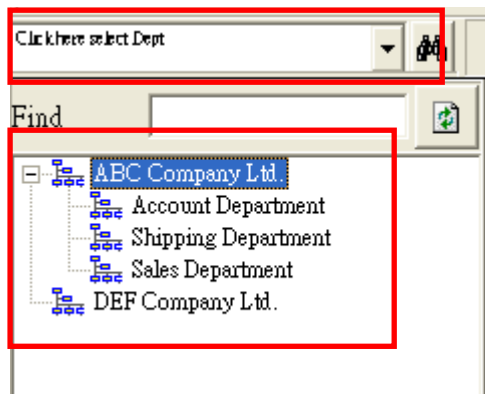 Click here select Dept
Find
ABC Company Ltd.
Account Department
Shipping Department
Sales Department
DEF Company Ltd.